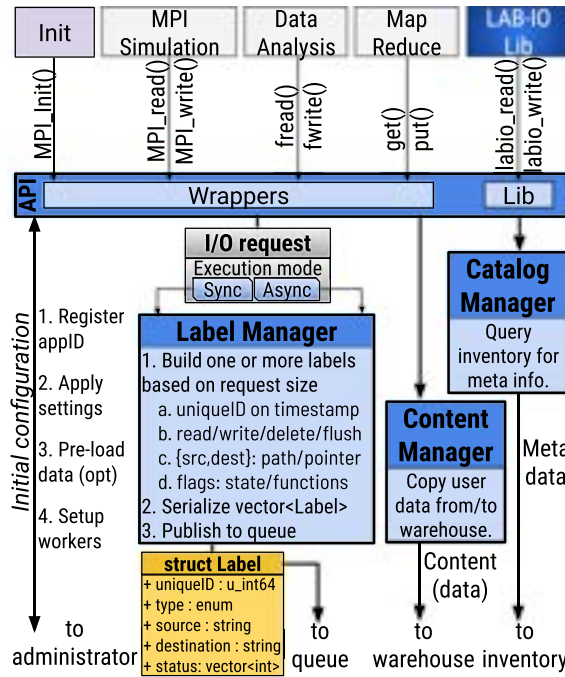 Init
MPI
Simulation
Data
Analysis
Map
Reduce
LAB-IO
Lib
MPI_Init()
MPI_read()
MPI_write()
fread()
fwrite()
get()
put()
labio_read()
labio_write()
API
Wrappers
Lib
I/O request
Execution mode
Sync
Async
Initial configuration
1. Register
appID
2. Apply
settings
3. Pre-load
data (opt)
4. Setup
workers
Label Manager
1. Build one or more labels
based on request size
a. uniqueID on timestamp
b. read/write/delete/flush
c. {src,dest}: path/pointer
d. flags: state/functions
2. Serialize vector<Label>
3. Publish to queue
Catalog
Manager
Query
inventory for
meta info.
Content
Manager
Copy user
data from/to
warehouse.
Meta
data
Content
(data)
struct Label
+ uniqueID : u_int64
+ type : enum
+ source : string
+ destination : string
+ status: vector<int>
to
administrator
to
queue
to
warehouse
to
inventory